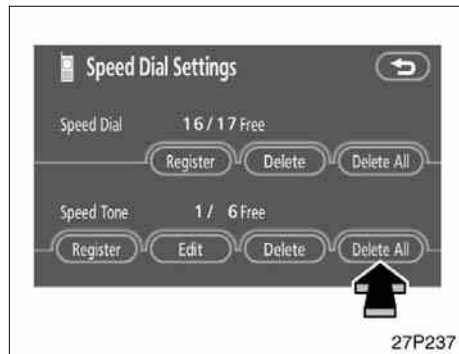 Speed Dial Settings
Speed Dial 16/17 Free
Register Delete Delete All
Speed Tone 1/ 6 Free
Register Edit Delete Delete All
27P237